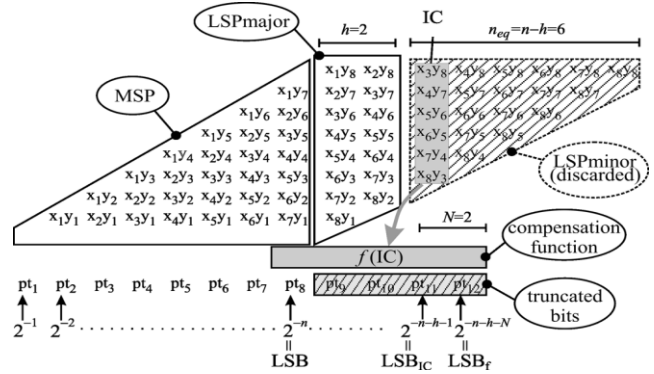 LSPmajor
h=2
IC
n_eq=n−h=6
MSP
x₁y₈ x₂y₈ x₃y₈ x₄y₈ x₅y₈ x₆y₈ x₇y₈ x₈y₈
x₁y₇ x₂y₇ x₃y₇ x₄y₇ x₅y₇ x₆y₇ x₇y₇ x₈y₇
x₁y₆ x₂y₆ x₃y₆ x₄y₆ x₅y₆ x₆y₆ x₇y₆ x₈y₆
x₁y₅ x₂y₅ x₃y₅ x₄y₅ x₅y₅ x₆y₅ x₇y₅ x₈y₅
x₁y₄ x₂y₄ x₃y₄ x₄y₄ x₅y₄ x₆y₄ x₇y₄ x₈y₄
x₁y₃ x₂y₃ x₃y₃ x₄y₃ x₅y₃ x₆y₃ x₇y₃ x₈y₃
x₁y₂ x₂y₂ x₃y₂ x₄y₂ x₅y₂ x₆y₂ x₇y₂ x₈y₂
x₁y₁ x₂y₁ x₃y₁ x₄y₁ x₅y₁ x₆y₁ x₇y₁ x₈y₁
LSPminor
(discarded)
N=2
compensation
function
f(IC)
pt₁ pt₂ pt₃ pt₄ pt₅ pt₆ pt₇ pt₈ pt₉ pt₁₀ pt₁₁ pt₁₂
truncated
bits
2⁻¹ 2⁻² . . . . . . . . . . . . . . . . . 2⁻ⁿ . . . . . . . 2⁻ⁿ⁻ʰ⁻¹ 2⁻ⁿ⁻ʰ⁻ᴺ
= = =
LSB LSB_IC LSB_f